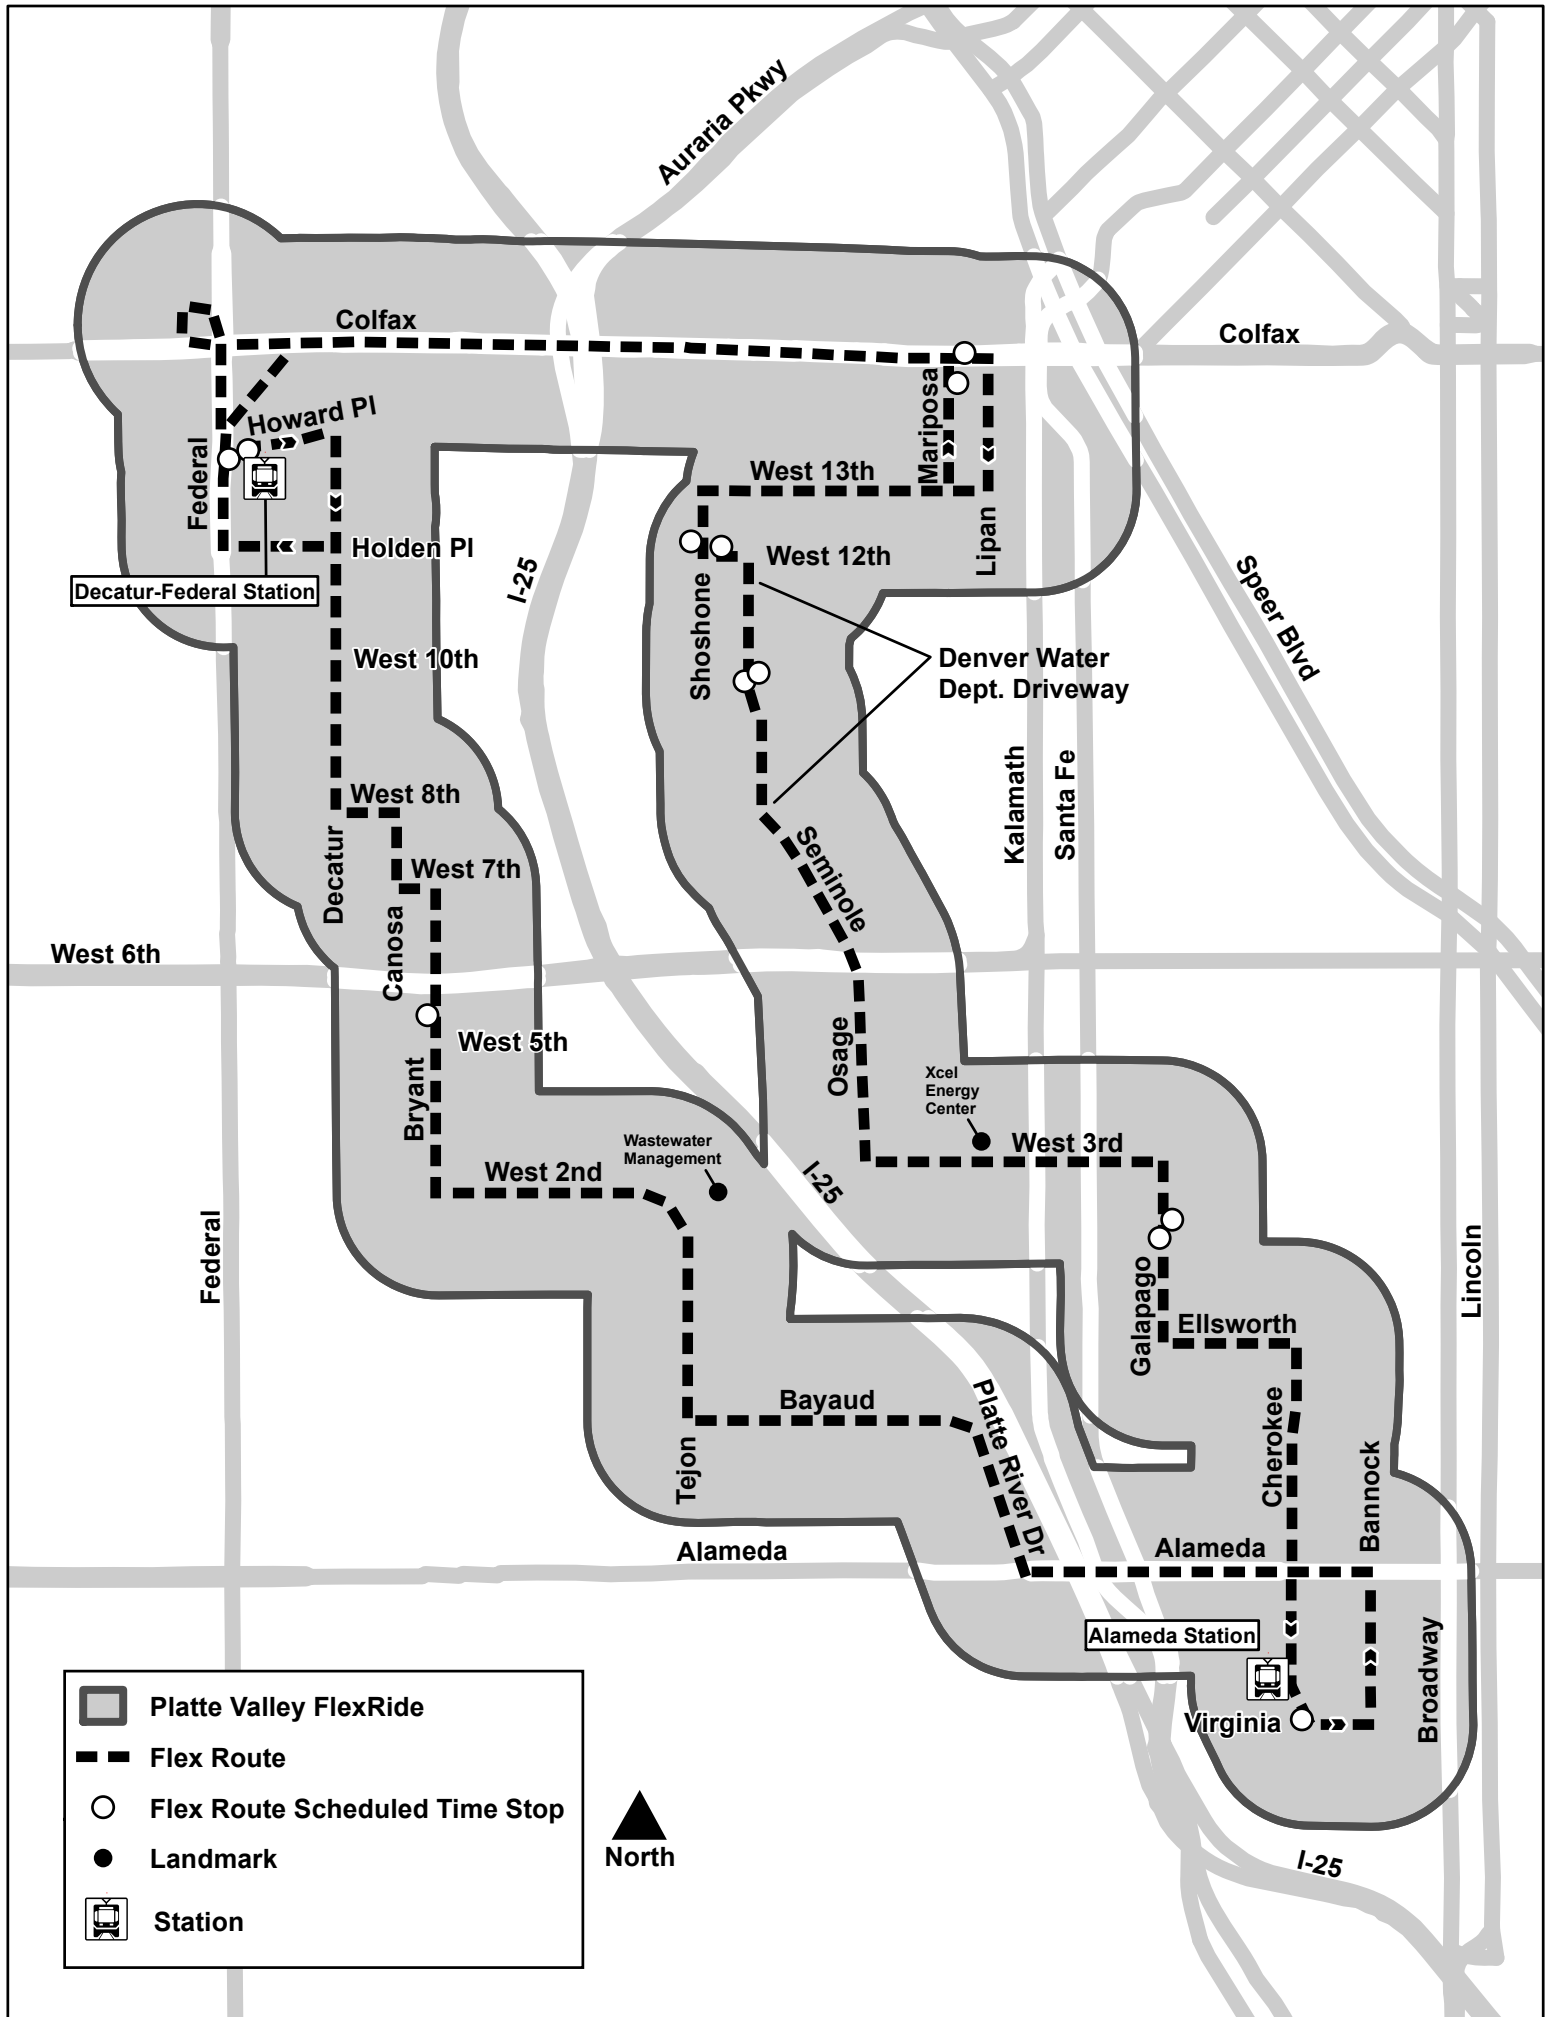 Auraria Pkwy
Colfax
Colfax
Howard Pl
Mariposa
Federal
West 13th
Lipan
Holden Pl
West 12th
I-25
Decatur-Federal Station
Shoshone
Speer Blvd
West 10th
Denver Water
Dept. Driveway
Kalamath
Santa Fe
West 8th
Decatur
Seminole
West 7th
Canosa
West 6th
Osage
West 5th
Bryant
Xcel
Energy
Center
Wastewater
Management
West 3rd
West 2nd
I-25
Federal
Galapago
Lincoln
Ellsworth
Bayaud
Platte River Dr
Cherokee
Tejon
Bannock
Alameda
Alameda
Alameda Station
Broadway
Virginia
Platte Valley FlexRide
Flex Route
Flex Route Scheduled Time Stop
Landmark
Station
North
I-25